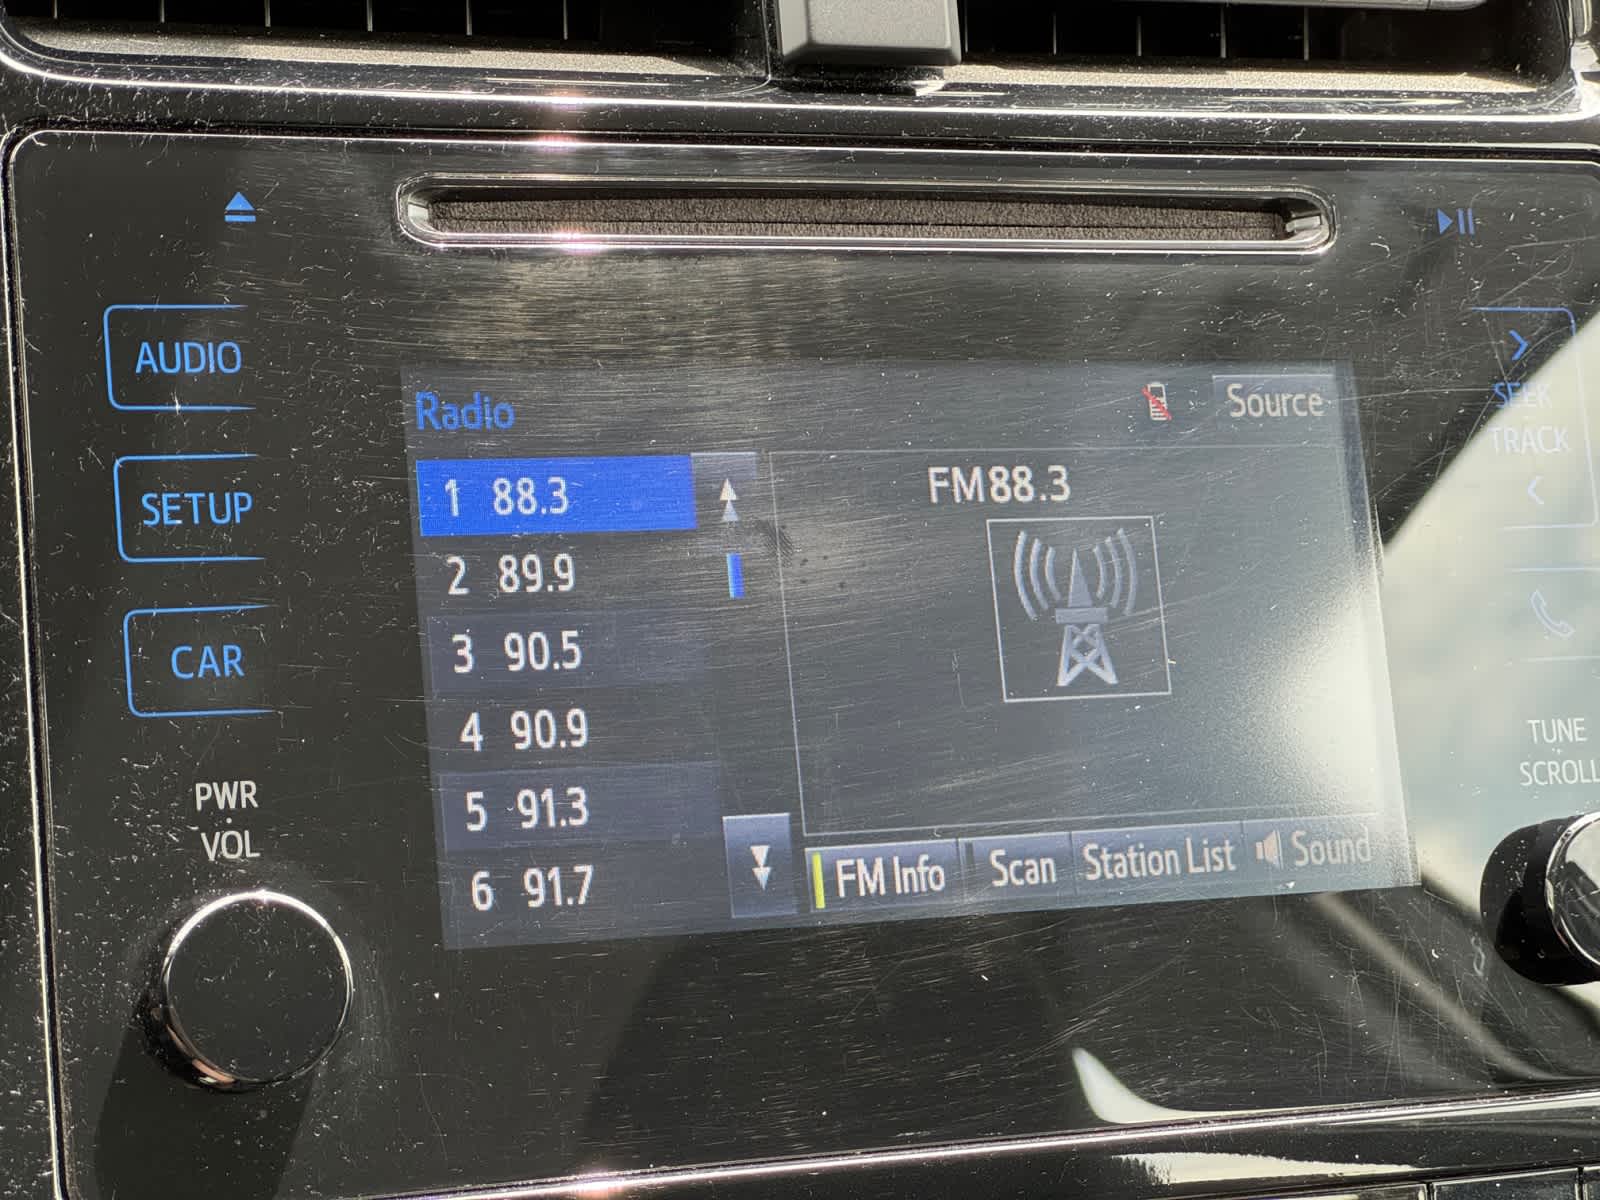 AUDIO
SETUP
CAR
PWR
VOL
Radio
Source
1 88.3
2 89.9
3 90.5
4 90.9
5 91.3
6 91.7
FM88.3
FM Info
Scan
Station List
Sound
SEEK
TRACK
TUNE
SCROLL